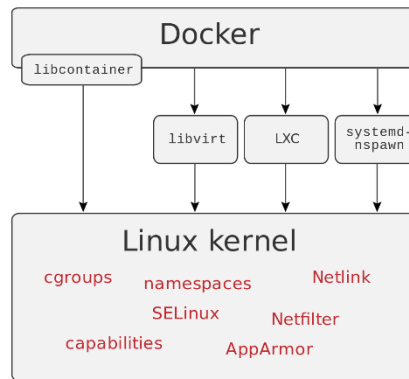 Docker
libcontainer
libvirt
LXC
systemd-
nspawn
Linux kernel
cgroups
namespaces
Netlink
SELinux
Netfilter
capabilities
AppArmor